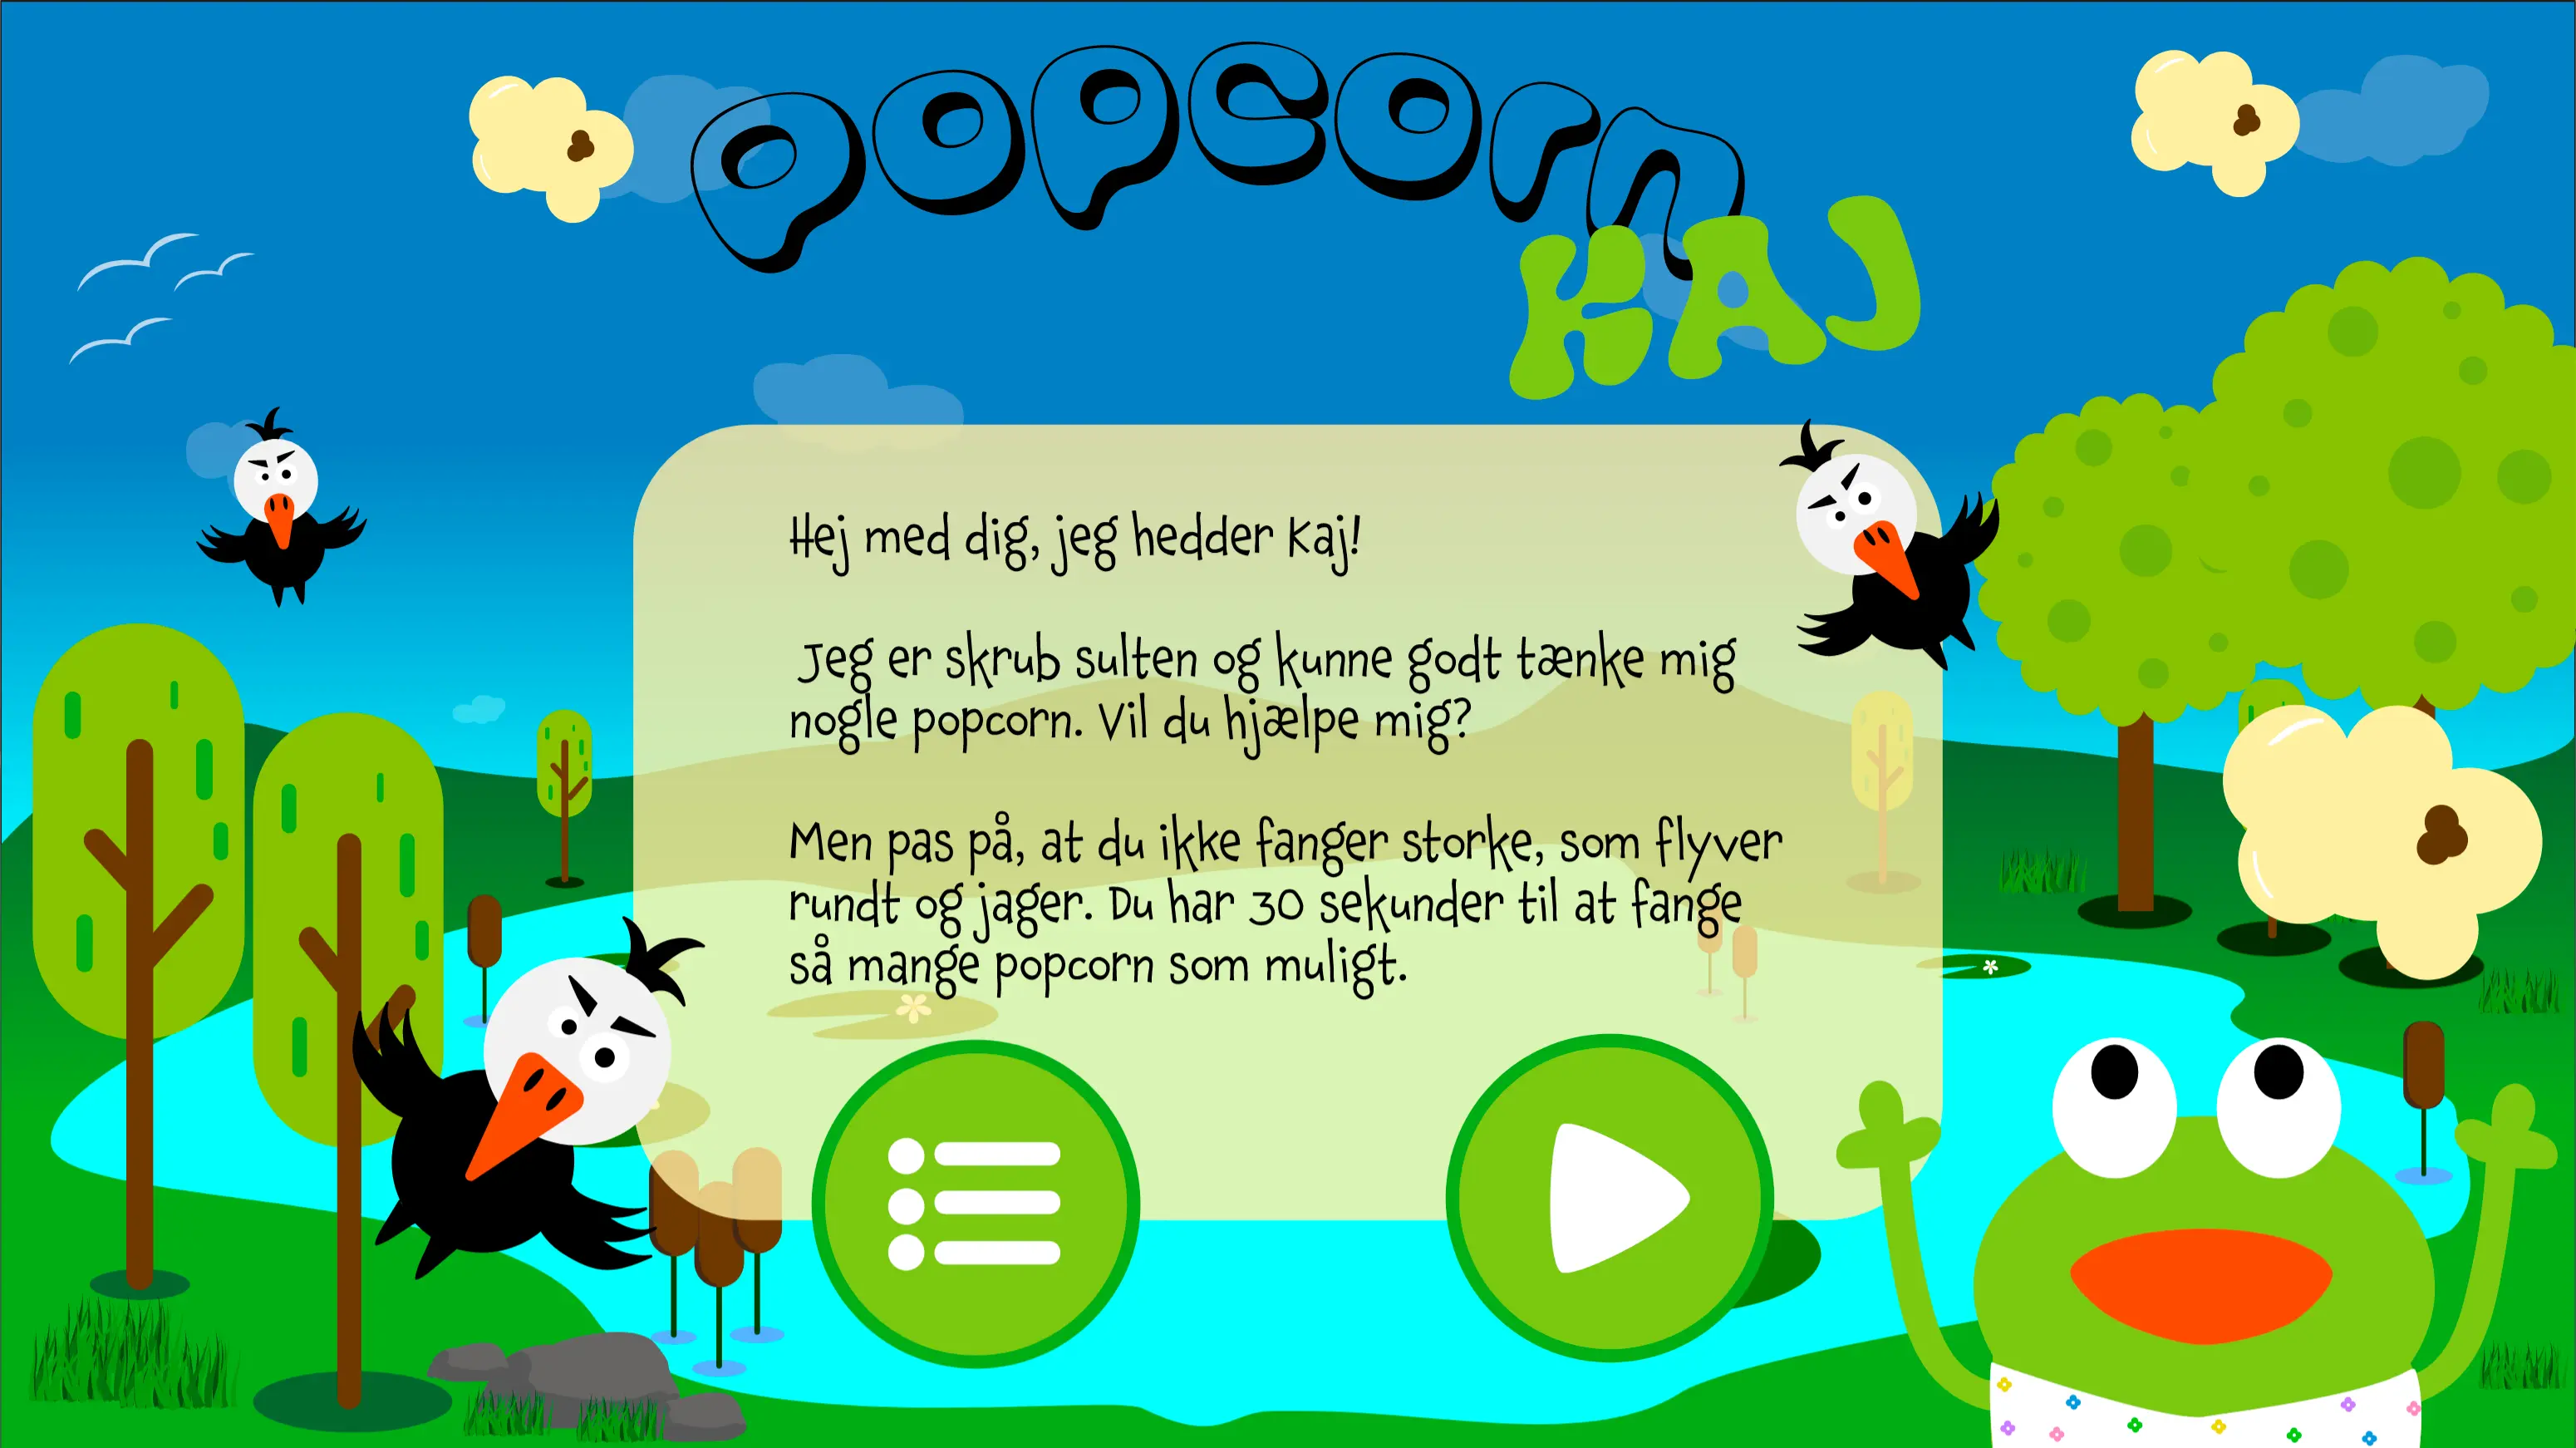 Popcorn
KAJ
Hej med dig, jeg hedder Kaj!
Jeg er skrub sulten og kunne godt tænke mig
nogle popcorn. Vil du hjælpe mig?
Men pas på, at du ikke fanger storke, som flyver
rundt og jager. Du har 30 sekunder til at fange
så mange popcorn som muligt.